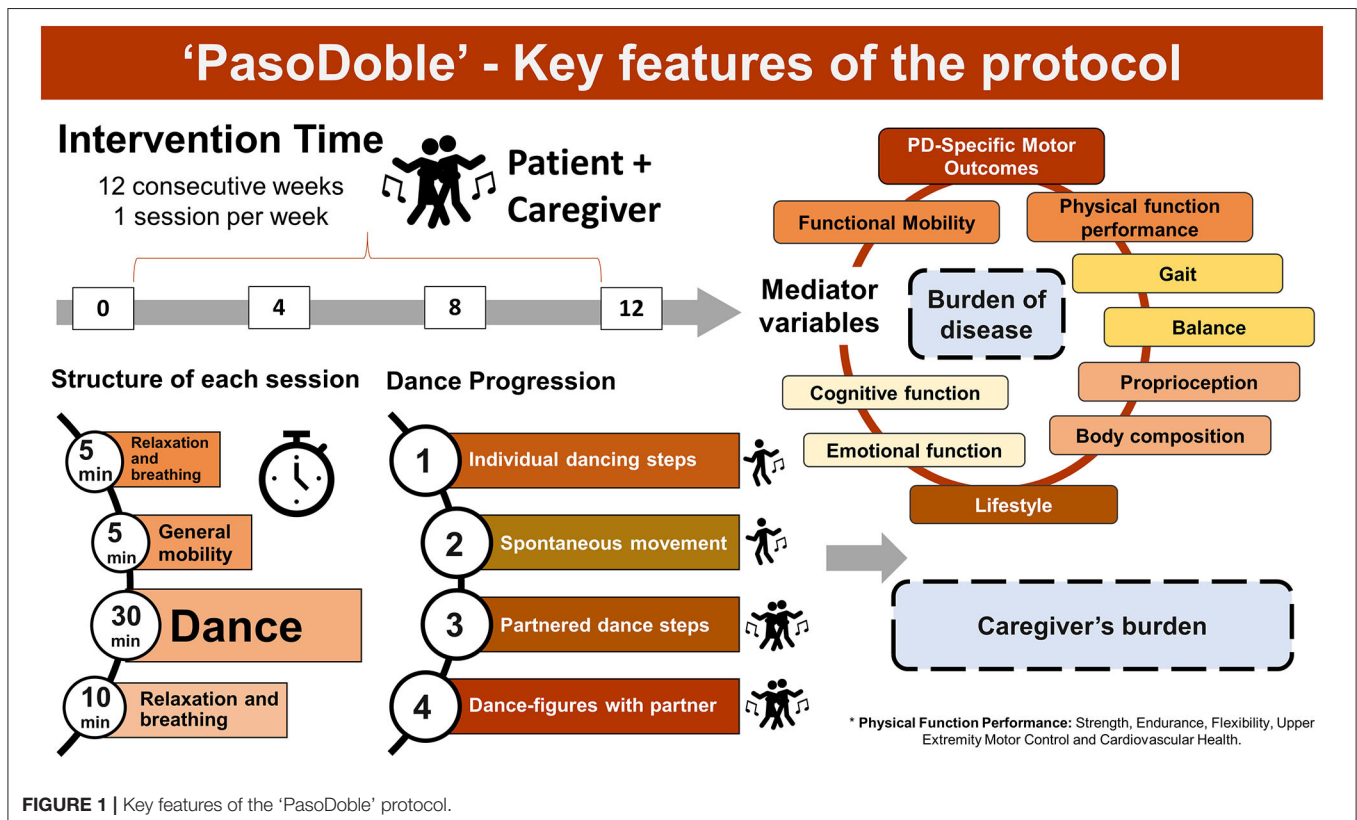 ‘PasoDoble’ - Key features of the protocol
Intervention Time
12 consecutive weeks
1 session per week
Patient +
Caregiver
0
4
8
12
Structure of each session
5
min
Relaxation
and
breathing
5
min
General
mobility
30
min
Dance
10
min
Relaxation and
breathing
Dance Progression
1
Individual dancing steps
2
Spontaneous movement
3
Partnered dance steps
4
Dance-figures with partner
PD-Specific Motor
Outcomes
Functional Mobility
Physical function
performance
Gait
Mediator
variables
Burden of
disease
Balance
Proprioception
Cognitive function
Body composition
Emotional function
Lifestyle
Caregiver’s burden
* Physical Function Performance: Strength, Endurance, Flexibility, Upper
Extremity Motor Control and Cardiovascular Health.
FIGURE 1 | Key features of the ‘PasoDoble’ protocol.